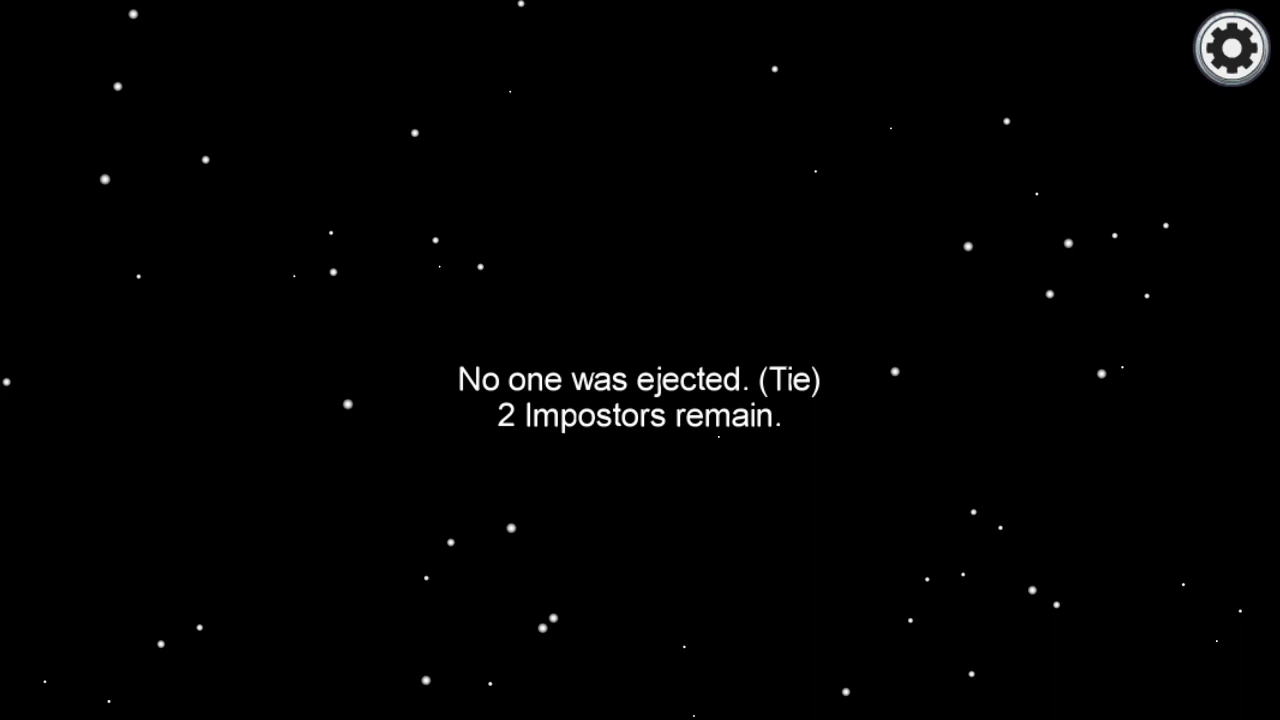 No one was ejected. (Tie)
2 Impostors remain.